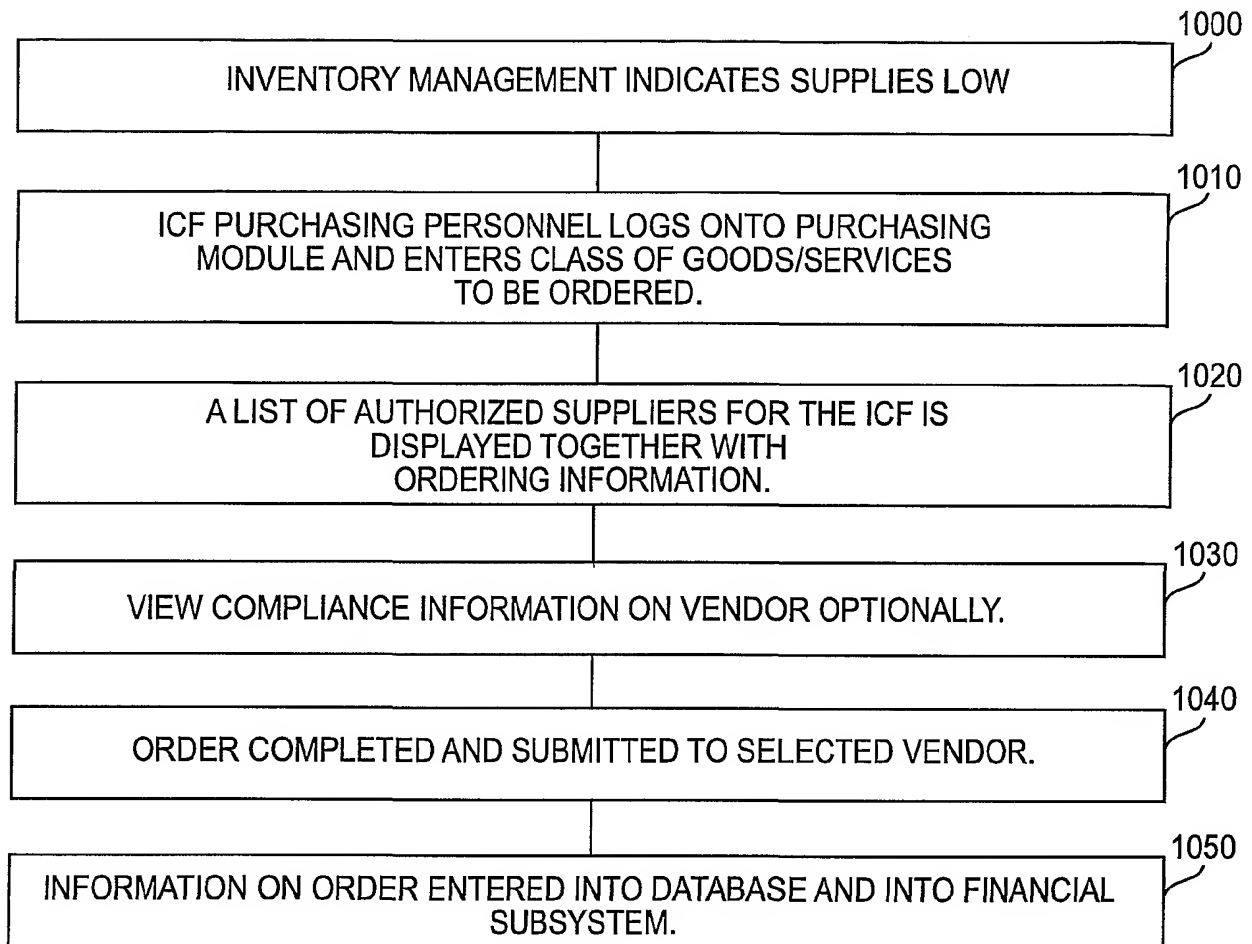 1000
INVENTORY MANAGEMENT INDICATES SUPPLIES LOW
1010
ICF PURCHASING PERSONNEL LOGS ONTO PURCHASING
MODULE AND ENTERS CLASS OF GOODS/SERVICES
TO BE ORDERED.
1020
A LIST OF AUTHORIZED SUPPLIERS FOR THE ICF IS
DISPLAYED TOGETHER WITH
ORDERING INFORMATION.
1030
VIEW COMPLIANCE INFORMATION ON VENDOR OPTIONALLY.
1040
ORDER COMPLETED AND SUBMITTED TO SELECTED VENDOR.
1050
INFORMATION ON ORDER ENTERED INTO DATABASE AND INTO FINANCIAL
SUBSYSTEM.